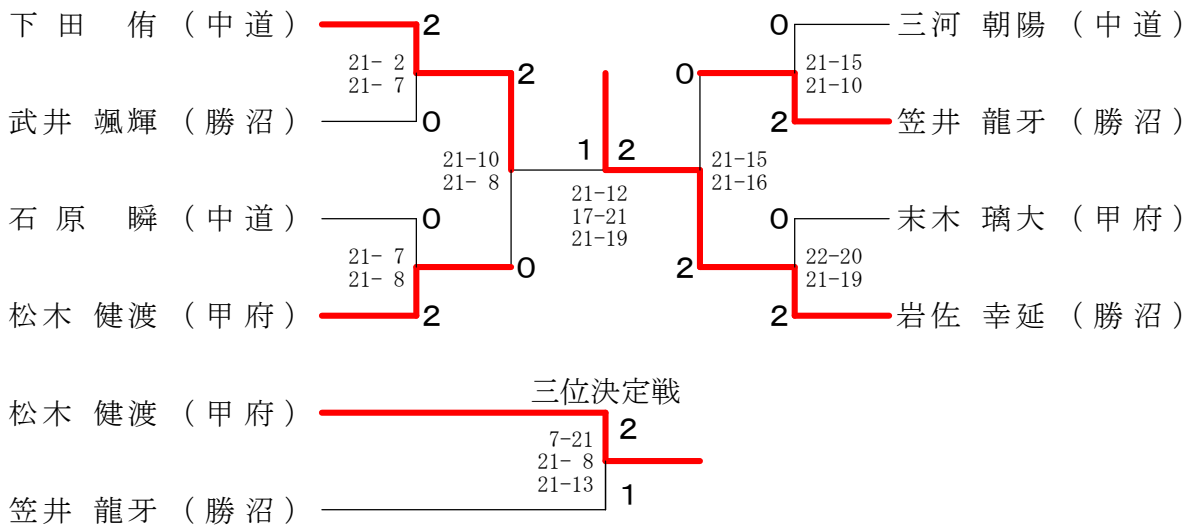 下田 侑 (中道) 2 0 三河 朝陽 (中道)
21- 2 21-15
21- 7 2 0 21-10
武井 颯輝 (勝沼) 0 2 笠井 龍牙 (勝沼)
21-10 1 2 21-15
21- 8 21-16
21-12
石原 瞬 (中道) 0 17-21 0 末木 璃大 (甲府)
21-19
21- 7 22-20
21- 8 0 2 21-19
松木 健渡 (甲府) 2 2 岩佐 幸延 (勝沼)
三位決定戦
松木 健渡 (甲府) 2
7-21
21- 8
21-13
笠井 龍牙 (勝沼) 1